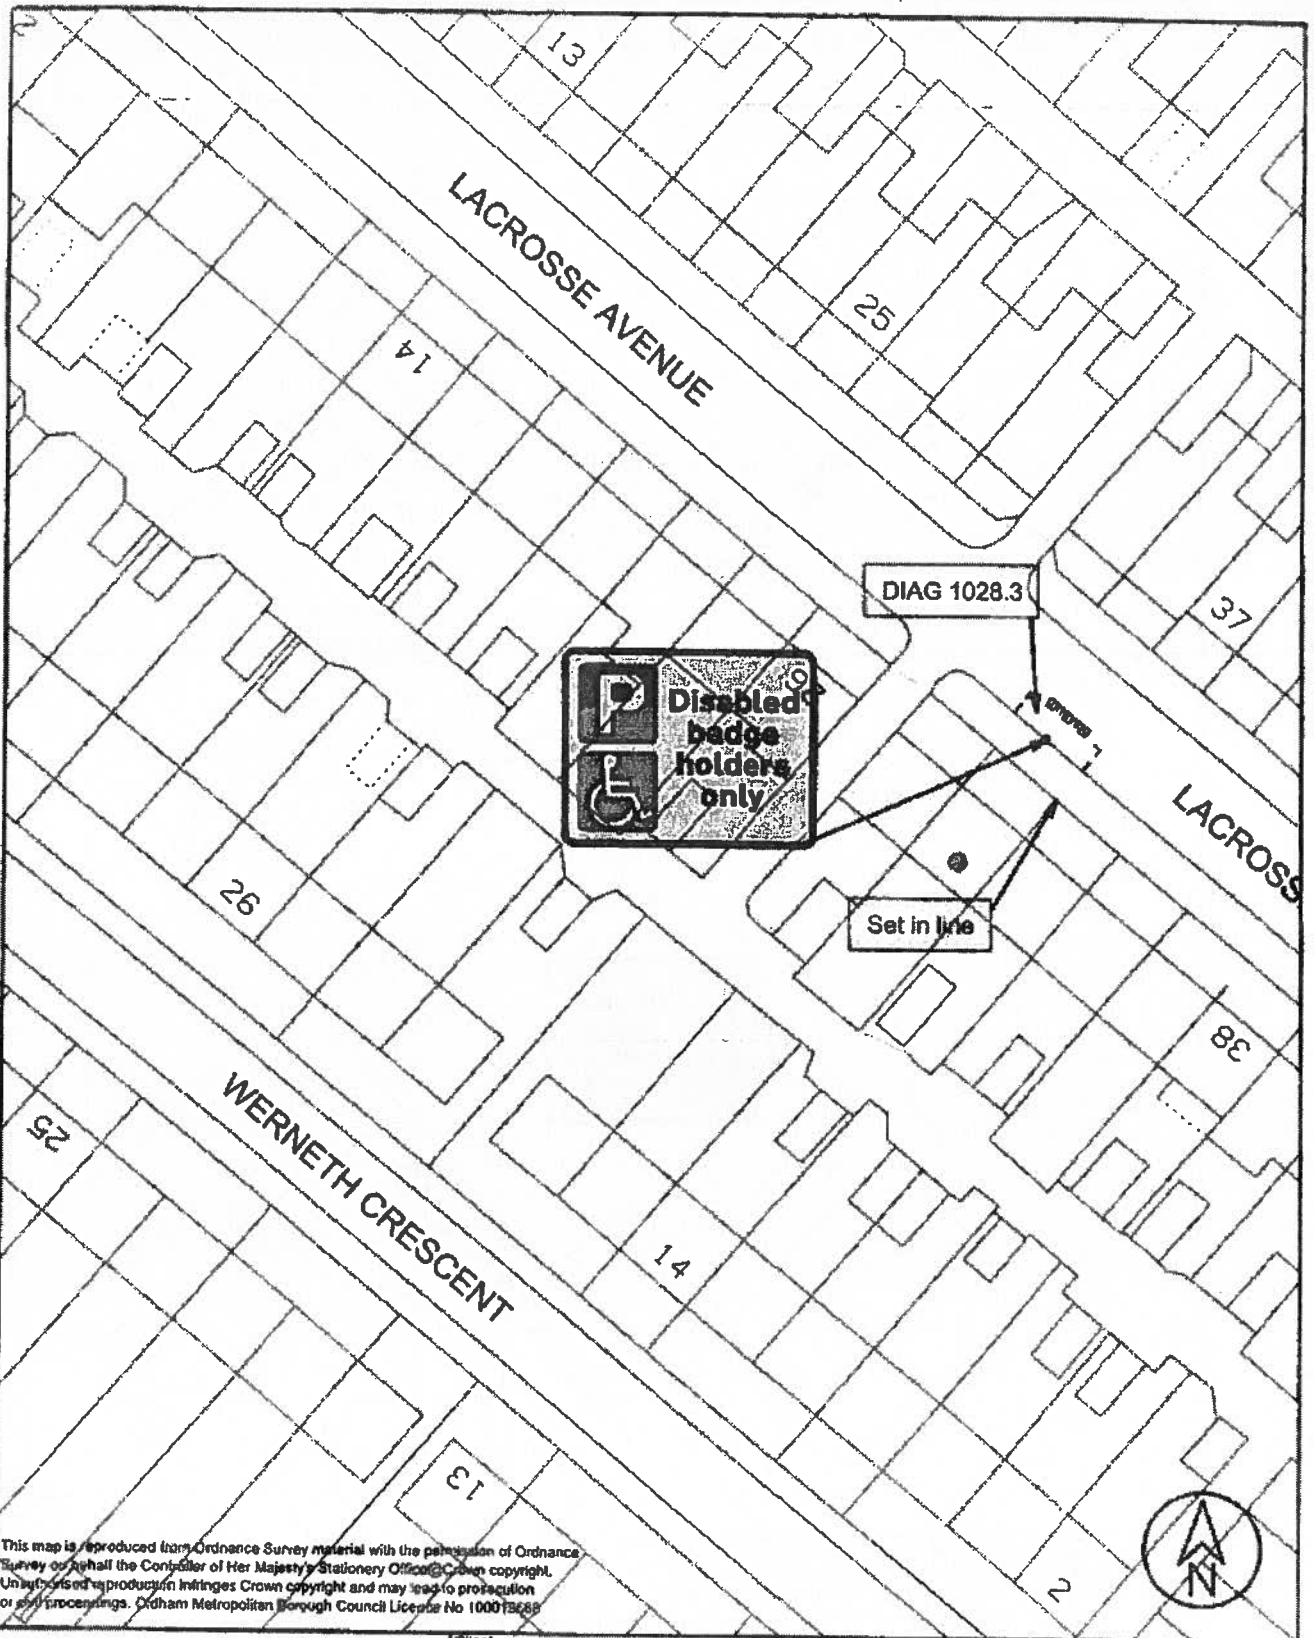 13
LACROSSE AVENUE
25
14
DIAG 1028.3
37
P
Disabled
badge
holders
only
DISABLED
LACROSS
Set in line
26
38
25
WERNETH CRESCENT
14
13
2
N
This map is reproduced from Ordnance Survey material with the permission of Ordnance
Survey on behalf the Controller of Her Majesty's Stationery Office©Crown copyright.
Unauthorised reproduction infringes Crown copyright and may lead to prosecution
or civil proceedings. Oldham Metropolitan Borough Council Licence No